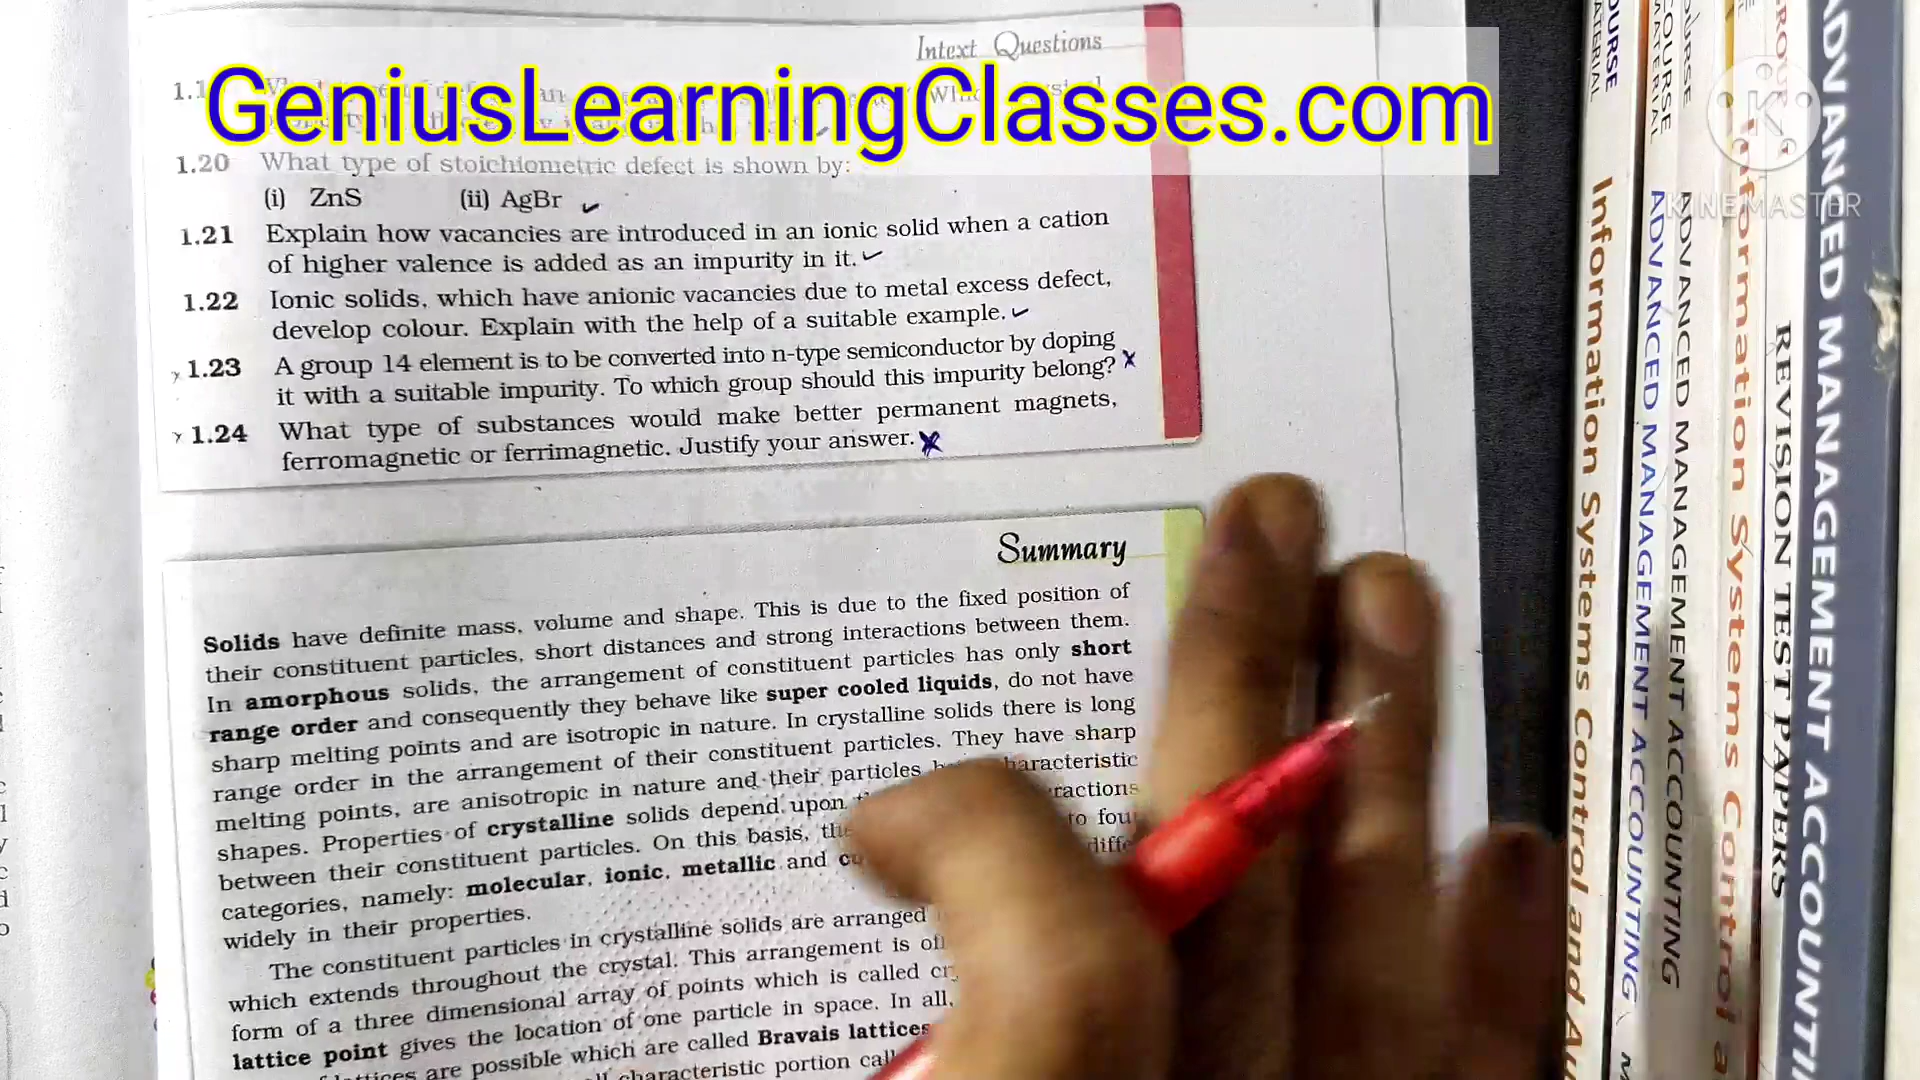 Intext Questions
GeniusLearningClasses.com
1.20 What type of stoichiometric defect is shown by:
(i) ZnS (ii) AgBr
1.21 Explain how vacancies are introduced in an ionic solid when a cation
of higher valence is added as an impurity in it.
1.22 Ionic solids, which have anionic vacancies due to metal excess defect,
develop colour. Explain with the help of a suitable example.
1.23 A group 14 element is to be converted into n-type semiconductor by doping
it with a suitable impurity. To which group should this impurity belong?
1.24 What type of substances would make better permanent magnets,
ferromagnetic or ferrimagnetic. Justify your answer.
Summary
Solids have definite mass, volume and shape. This is due to the fixed position of
their constituent particles, short distances and strong interactions between them.
In amorphous solids, the arrangement of constituent particles has only short
range order and consequently they behave like super cooled liquids, do not have
sharp melting points and are isotropic in nature. In crystalline solids there is long
range order in the arrangement of their constituent particles. They have sharp
melting points, are anisotropic in nature and their particles characteristic
shapes. Properties of crystalline solids depend upon
between their constituent particles. On this basis, to four
categories, namely: molecular, ionic, metallic and
widely in their properties.
The constituent particles in crystalline solids are arranged
which extends throughout the crystal. This arrangement is
form of a three dimensional array of points which is called
lattice point gives the location of one particle in space. In all,
are possible which are called Bravais lattices
characteristic portion
K
KINEMASTER
COURSE
MATERIAL
ADVANCED MANAGEMENT ACCOUNTING
Information Systems Control and
ADVANCED MANAGEMENT ACCOUNTING
Information Systems Control a
REVISION TEST PAPERS
ADVANCED MANAGEMENT ACCOUNTI